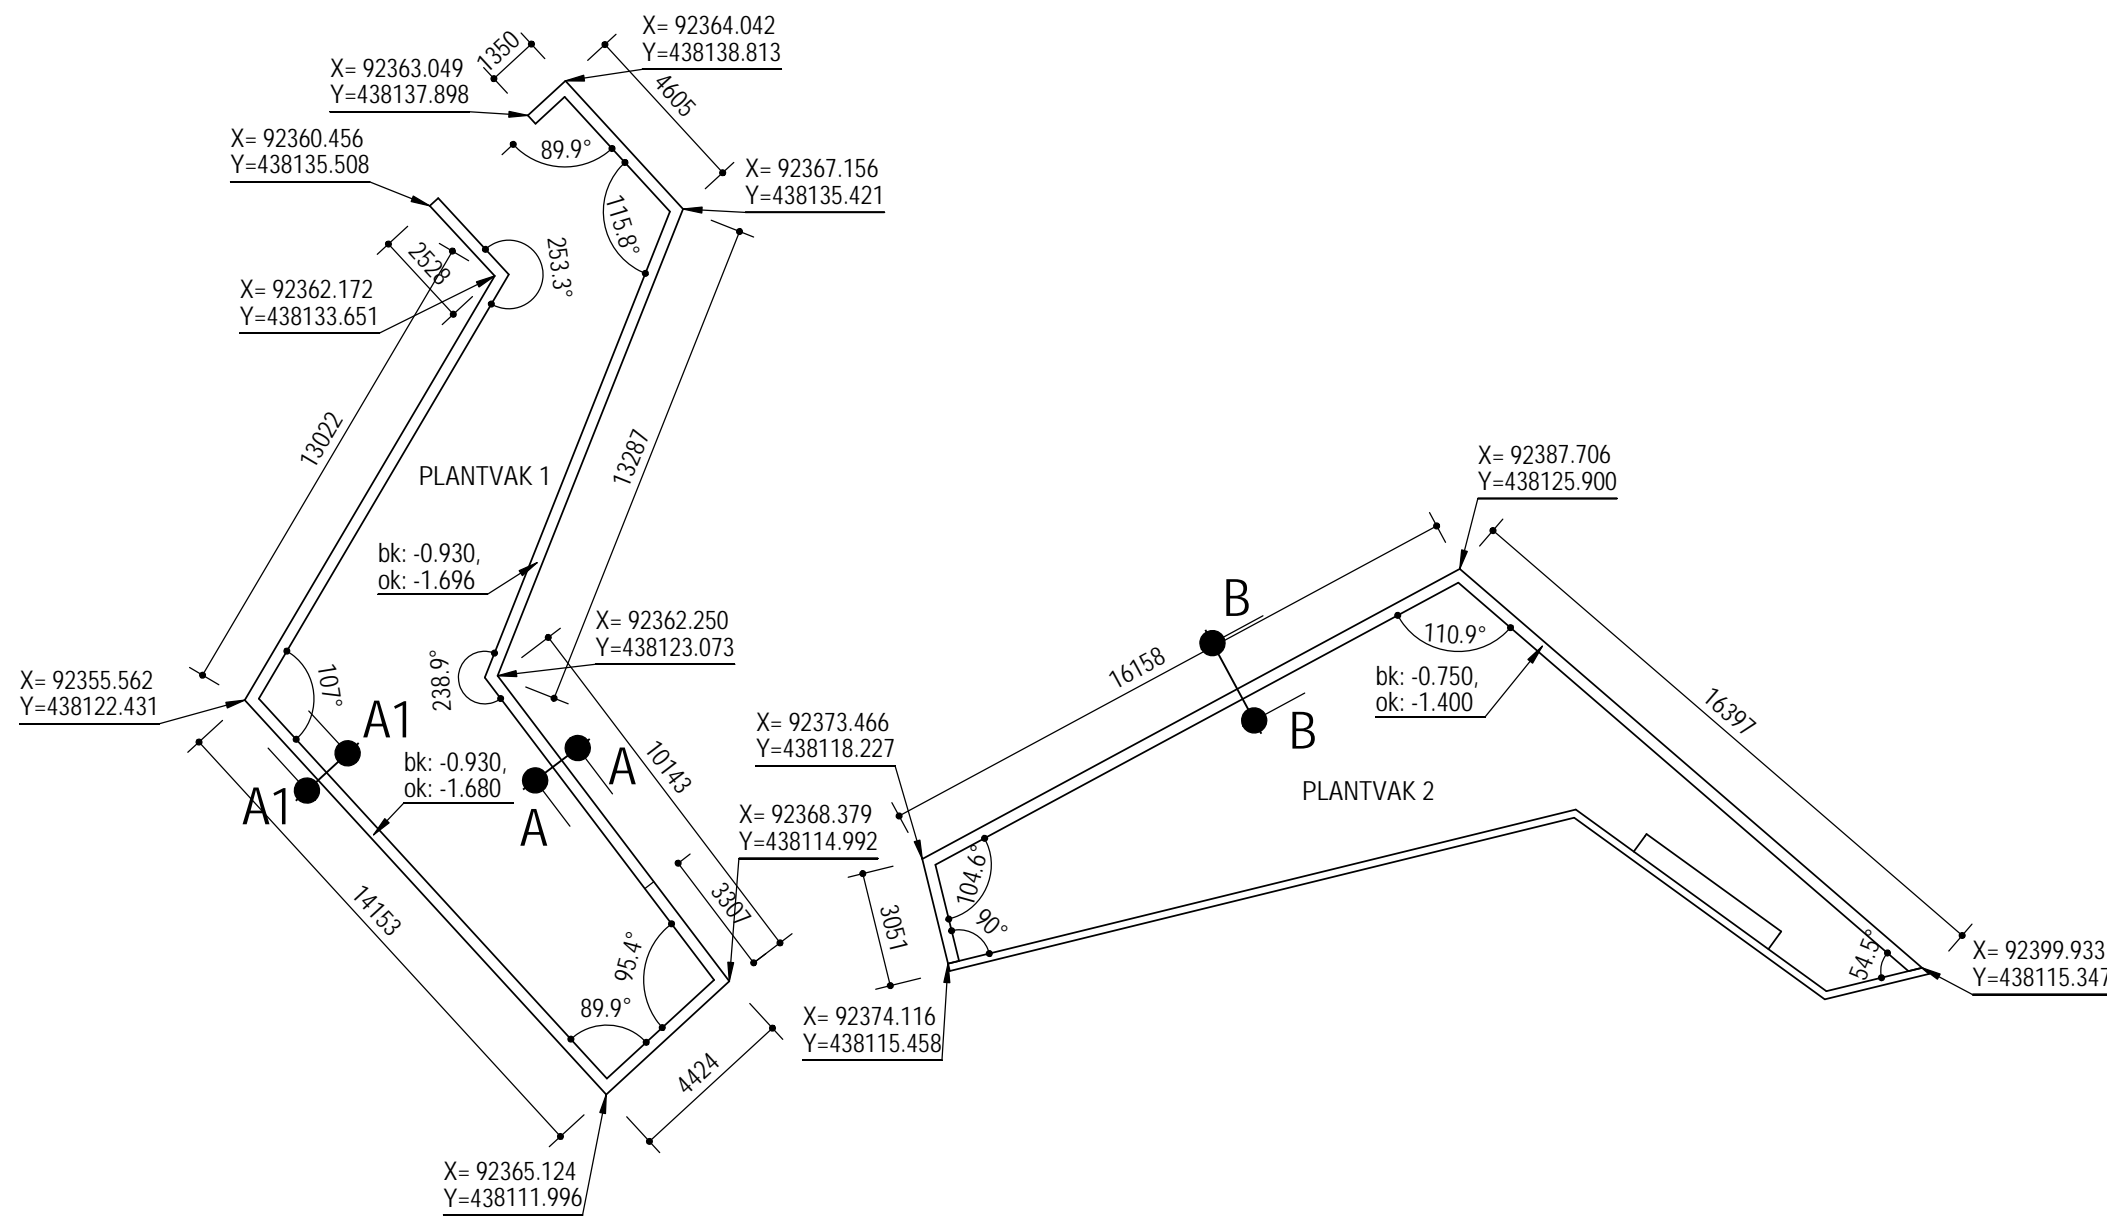 X= 92364.042
Y=438138.813
1350
X= 92363.049
Y=438137.898
4605
X= 92360.456
Y=438135.508
89.9°
X= 92367.156
Y=438135.421
115.8°
253.3°
2528
X= 92362.172
Y=438133.651
13022
13287
PLANTVAK 1
X= 92387.706
Y=438125.900
bk: -0.930,
ok: -1.696
X= 92362.250
Y=438123.073
B
110.9°
16158
238.9°
107°
X= 92355.562
Y=438122.431
bk: -0.750,
ok: -1.400
16397
A1
X= 92373.466
Y=438118.227
B
10143
bk: -0.930,
ok: -1.680
A
PLANTVAK 2
A1
A
X= 92368.379
Y=438114.992
104.6°
3307
14153
3051
90°
95.4°
54.5°
X= 92399.933
Y=438115.347
89.9°
X= 92374.116
Y=438115.458
4424
X= 92365.124
Y=438111.996